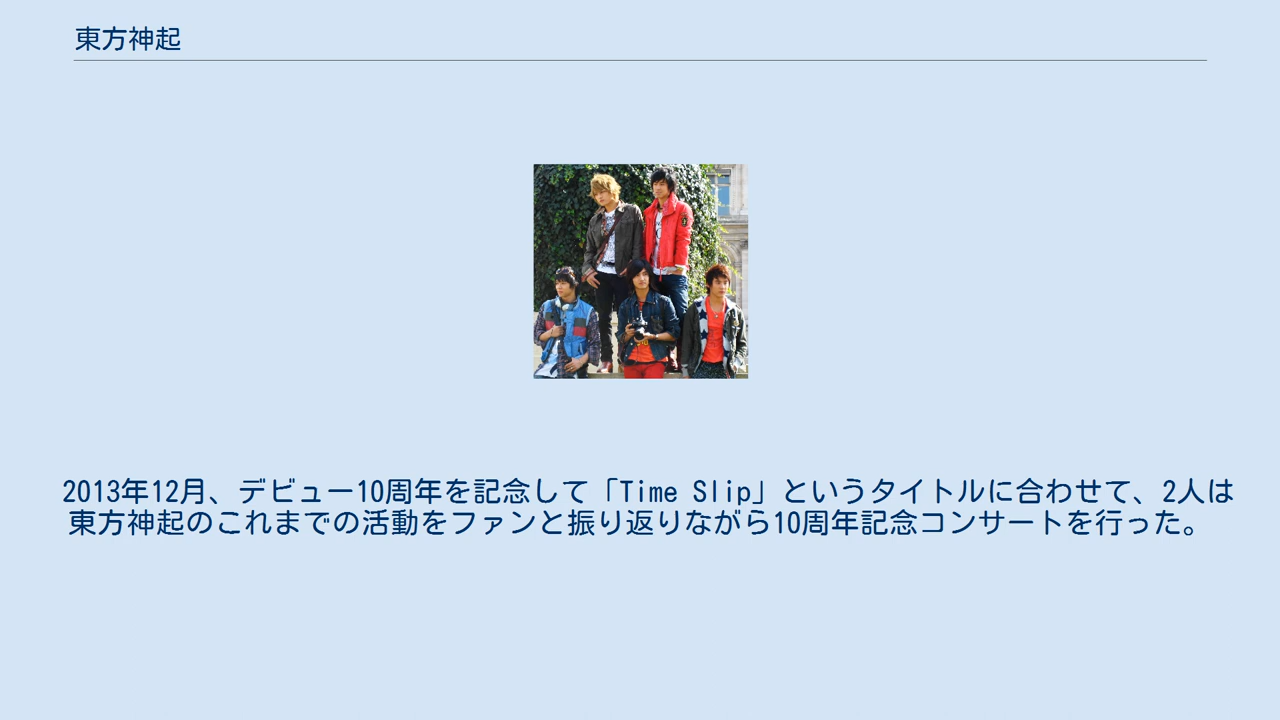 東方神起
2013年12月、デビュー10周年を記念して「Time Slip」というタイトルに合わせて、2人は
東方神起のこれまでの活動をファンと振り返りながら10周年記念コンサートを行った。